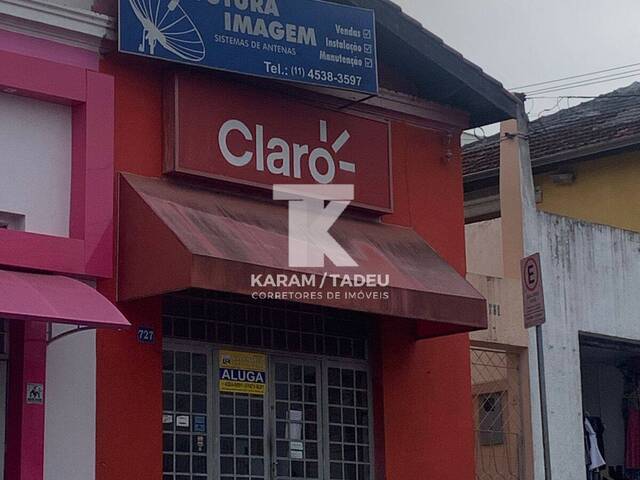 UTURA
IMAGEM
SISTEMAS DE ANTENAS
Vendas
Instalação
Manutenção
Tel.: (11) 4538-3597
Claro
KARAM / TADEU
CORRETORES DE IMÓVEIS
727
ALUGA
E